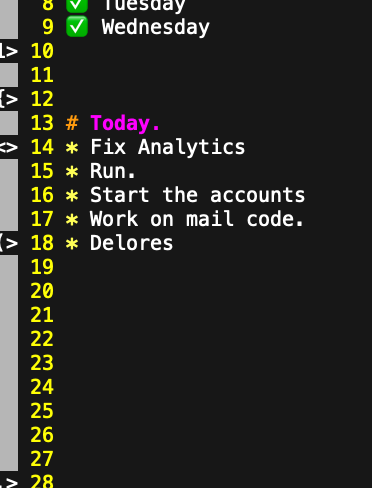 8 ✅ Tuesday
9 ✅ Wednesday
10
11
{> 12
13 # Today.
<> 14 * Fix Analytics
15 * Run.
16 * Start the accounts
17 * Work on mail code.
(> 18 * Delores
19
20
21
22
23
24
25
26
27
.> 28